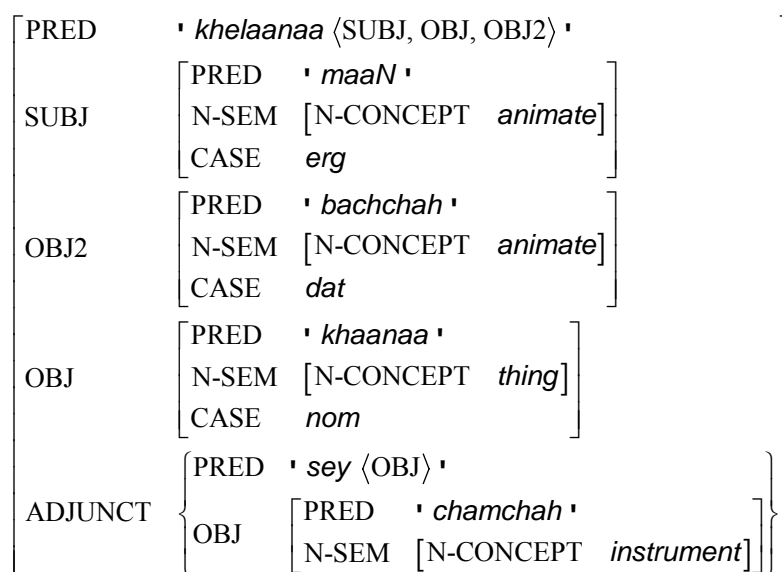 PRED ' khelaanaa ⟨SUBJ, OBJ, OBJ2⟩ '
PRED ' maaN '
SUBJ N-SEM [N-CONCEPT animate]
CASE erg
PRED ' bachchah '
OBJ2 N-SEM [N-CONCEPT animate]
CASE dat
PRED ' khaanaa '
OBJ N-SEM [N-CONCEPT thing]
CASE nom
PRED ' sey ⟨OBJ⟩ '
ADJUNCT OBJ PRED ' chamchah '
N-SEM [N-CONCEPT instrument]